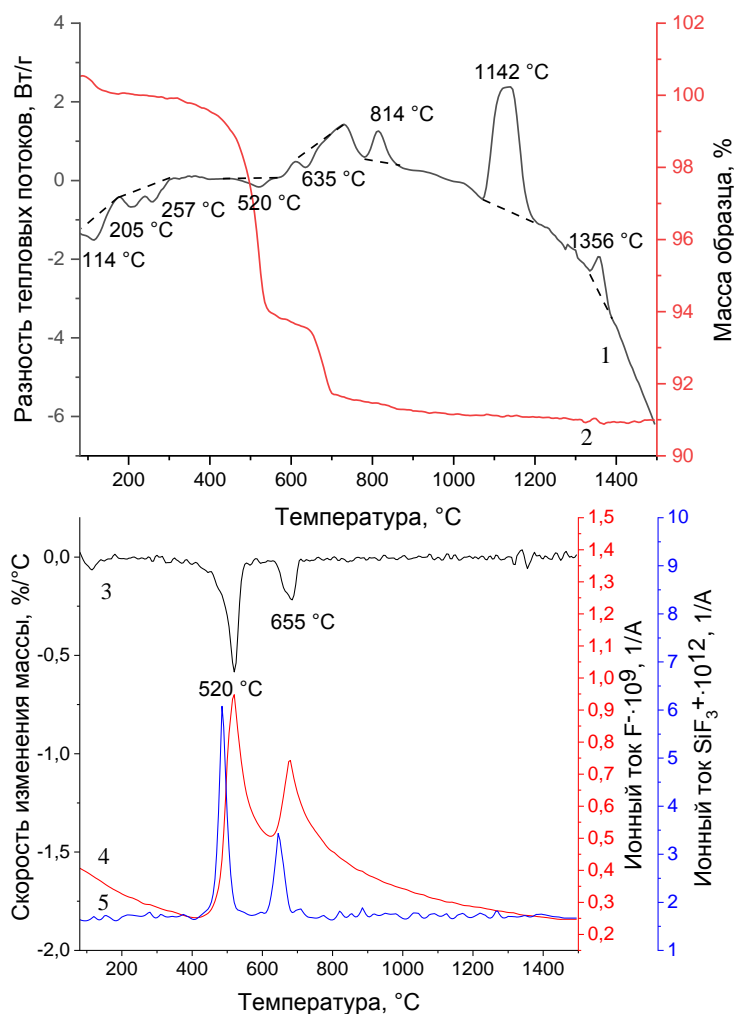 Разность тепловых потоков, Вт/г
4
2
0
-2
-4
-6
114 °C
205 °C
257 °C
520 °C
635 °C
814 °C
1142 °C
1356 °C
1
2
102
100
98
96
94
92
90
Масса образца, %
200 400 600 800 1000 1200 1400
Температура, °C
Скорость изменения массы, %/°C
0,0
-0,5
-1,0
-1,5
-2,0
3
655 °C
520 °C
4
5
1,5
1,4
1,3
1,2
1,1
1,0
0,9
0,8
0,7
0,6
0,5
0,4
0,3
0,2
Ионный ток F⁻·10⁹, 1/А
10
9
8
7
6
5
4
3
2
1
Ионный ток SiF₃⁺·10¹², 1/А
200 400 600 800 1000 1200 1400
Температура, °C